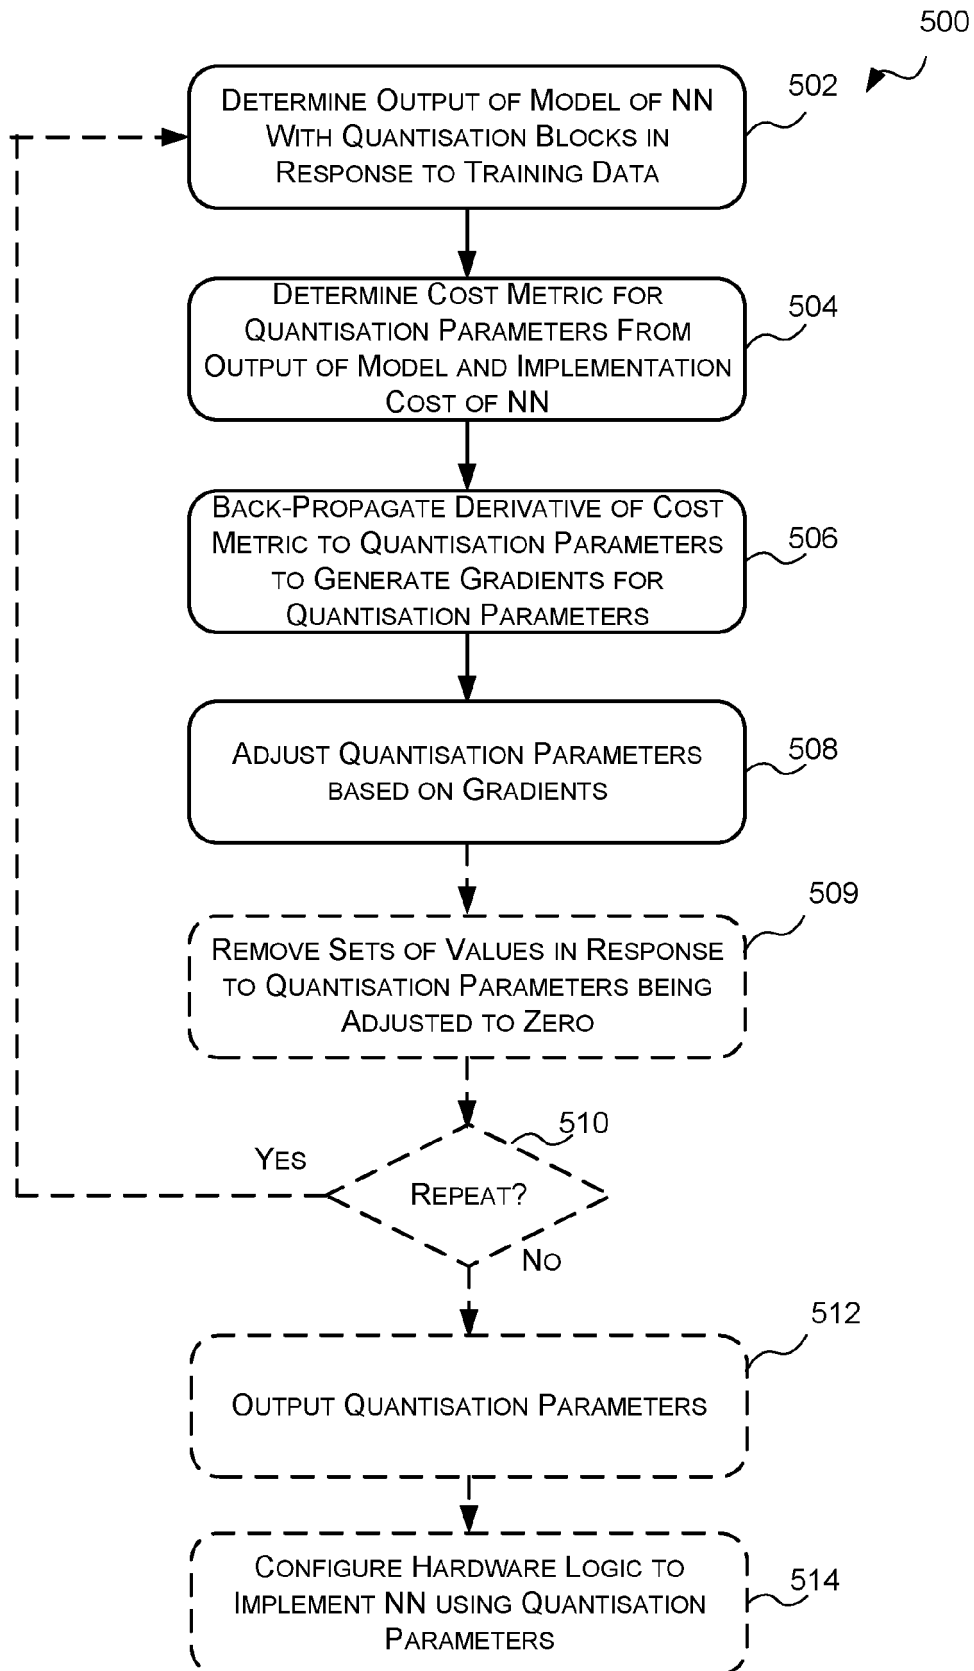 500
502
DETERMINE OUTPUT OF MODEL OF NN
WITH QUANTISATION BLOCKS IN
RESPONSE TO TRAINING DATA
504
DETERMINE COST METRIC FOR
QUANTISATION PARAMETERS FROM
OUTPUT OF MODEL AND IMPLEMENTATION
COST OF NN
506
BACK-PROPAGATE DERIVATIVE OF COST
METRIC TO QUANTISATION PARAMETERS
TO GENERATE GRADIENTS FOR
QUANTISATION PARAMETERS
508
ADJUST QUANTISATION PARAMETERS
BASED ON GRADIENTS
509
REMOVE SETS OF VALUES IN RESPONSE
TO QUANTISATION PARAMETERS BEING
ADJUSTED TO ZERO
510
YES
REPEAT?
NO
512
OUTPUT QUANTISATION PARAMETERS
514
CONFIGURE HARDWARE LOGIC TO
IMPLEMENT NN USING QUANTISATION
PARAMETERS